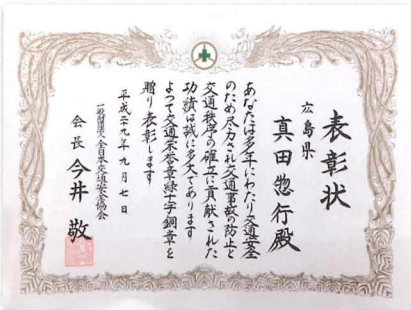 表彰状
広島県
真田惣行殿
あなたは多年にわたり交通安全
のため尽力され交通事故の防止と
交通秩序の確立に貢献された
功績は誠に多大であります
よって交通栄誉章緑十字銅章を
贈り表彰します
平成二九年九月七日
一般財団法人全日本交通安全協会
会長今井敬